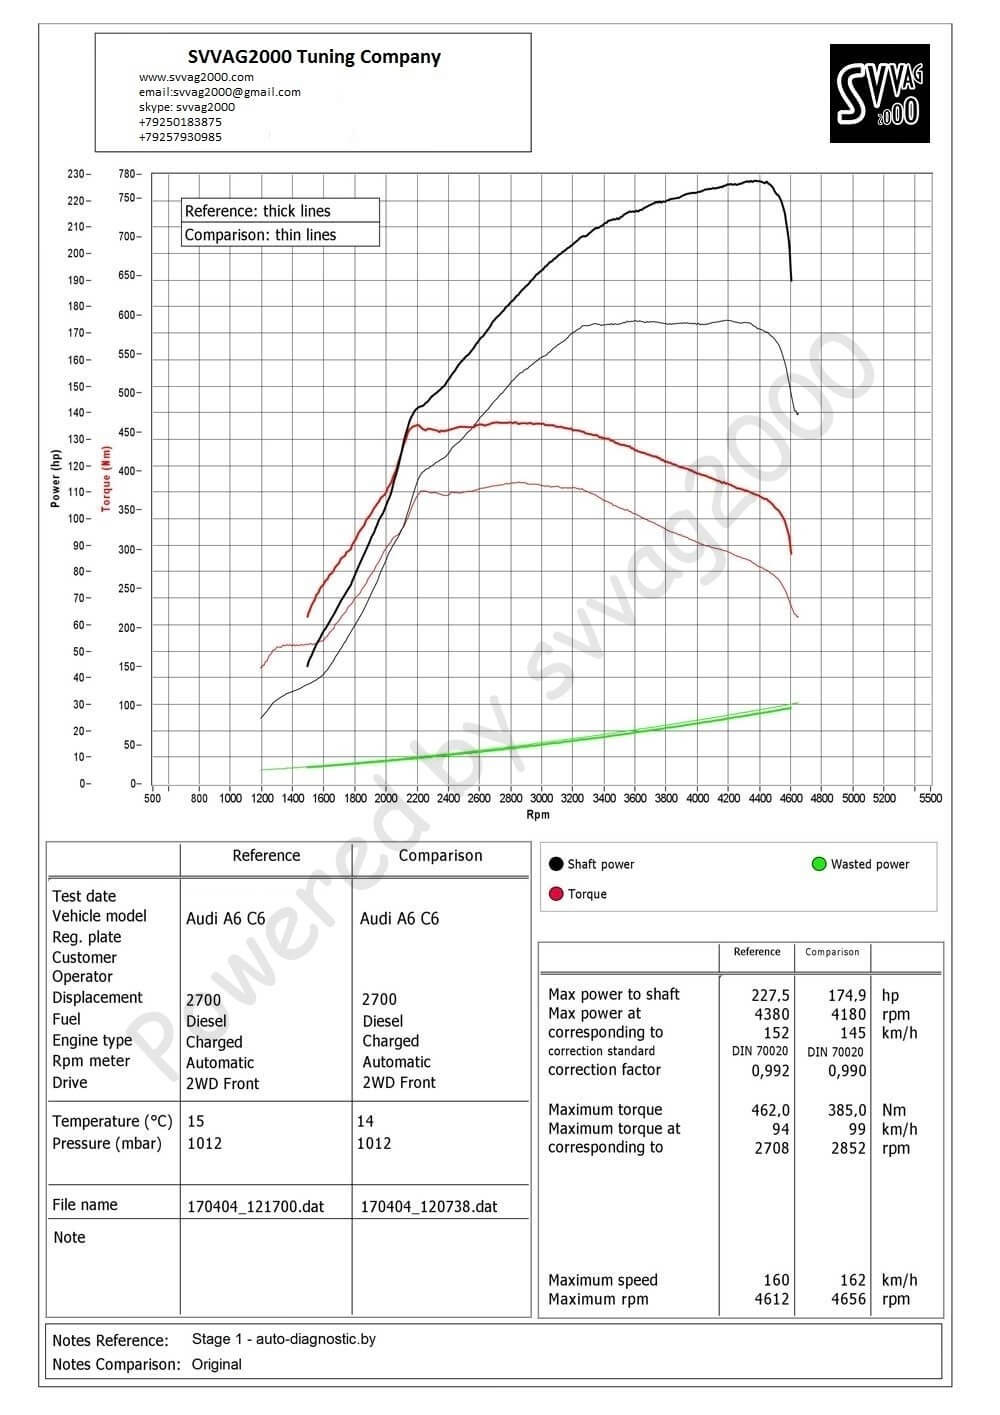 SVVAG2000 Tuning Company
www.svvag2000.com
email:svvag2000@gmail.com
skype: svvag2000
+79250183875
+79257930985
SVVAG
2000
Reference: thick lines
Comparison: thin lines
230 220 210 200 190 180 170 160 150 140 130 120 110 100 90 80 70 60 50 40 30 20 10 0
Power (hp)
780 750 700 650 600 550 500 450 400 350 300 250 200 150 100 50 0
Torque (Nm)
500 800 1000 1200 1400 1600 1800 2000 2200 2400 2600 2800 3000 3200 3400 3600 3800 4000 4200 4400 4600 4800 5000 5200 5500
Rpm
Powered by svvag2000
Reference Comparison
Test date
Vehicle model Audi A6 C6 Audi A6 C6
Reg. plate
Customer
Operator
Displacement 2700 2700
Fuel Diesel Diesel
Engine type Charged Charged
Rpm meter Automatic Automatic
Drive 2WD Front 2WD Front
Temperature (°C) 15 14
Pressure (mbar) 1012 1012
File name 170404_121700.dat 170404_120738.dat
Note
Shaft power Wasted power
Torque
Reference Comparison
Max power to shaft 227,5 174,9 hp
Max power at 4380 4180 rpm
corresponding to 152 145 km/h
correction standard DIN 70020 DIN 70020
correction factor 0,992 0,990
Maximum torque 462,0 385,0 Nm
Maximum torque at 94 99 km/h
corresponding to 2708 2852 rpm
Maximum speed 160 162 km/h
Maximum rpm 4612 4656 rpm
Notes Reference: Stage 1 - auto-diagnostic.by
Notes Comparison: Original